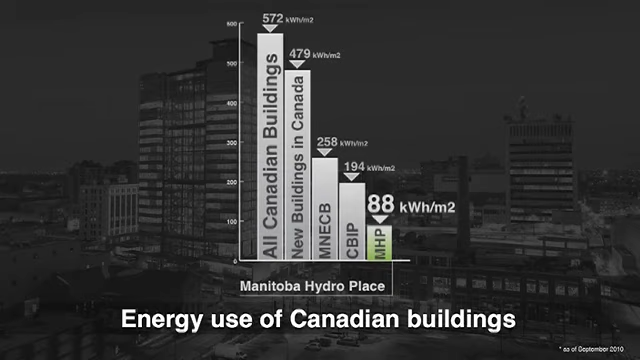 600
572 kWh/m2
479 kWh/m2
500
400
258 kWh/m2
300
194 kWh/m2
200
88 kWh/m2
100
0
All Canadian Buildings
New Buildings in Canada
MNECB
CBIP
MHP
Manitoba Hydro Place
Energy use of Canadian buildings
* as of September 2010